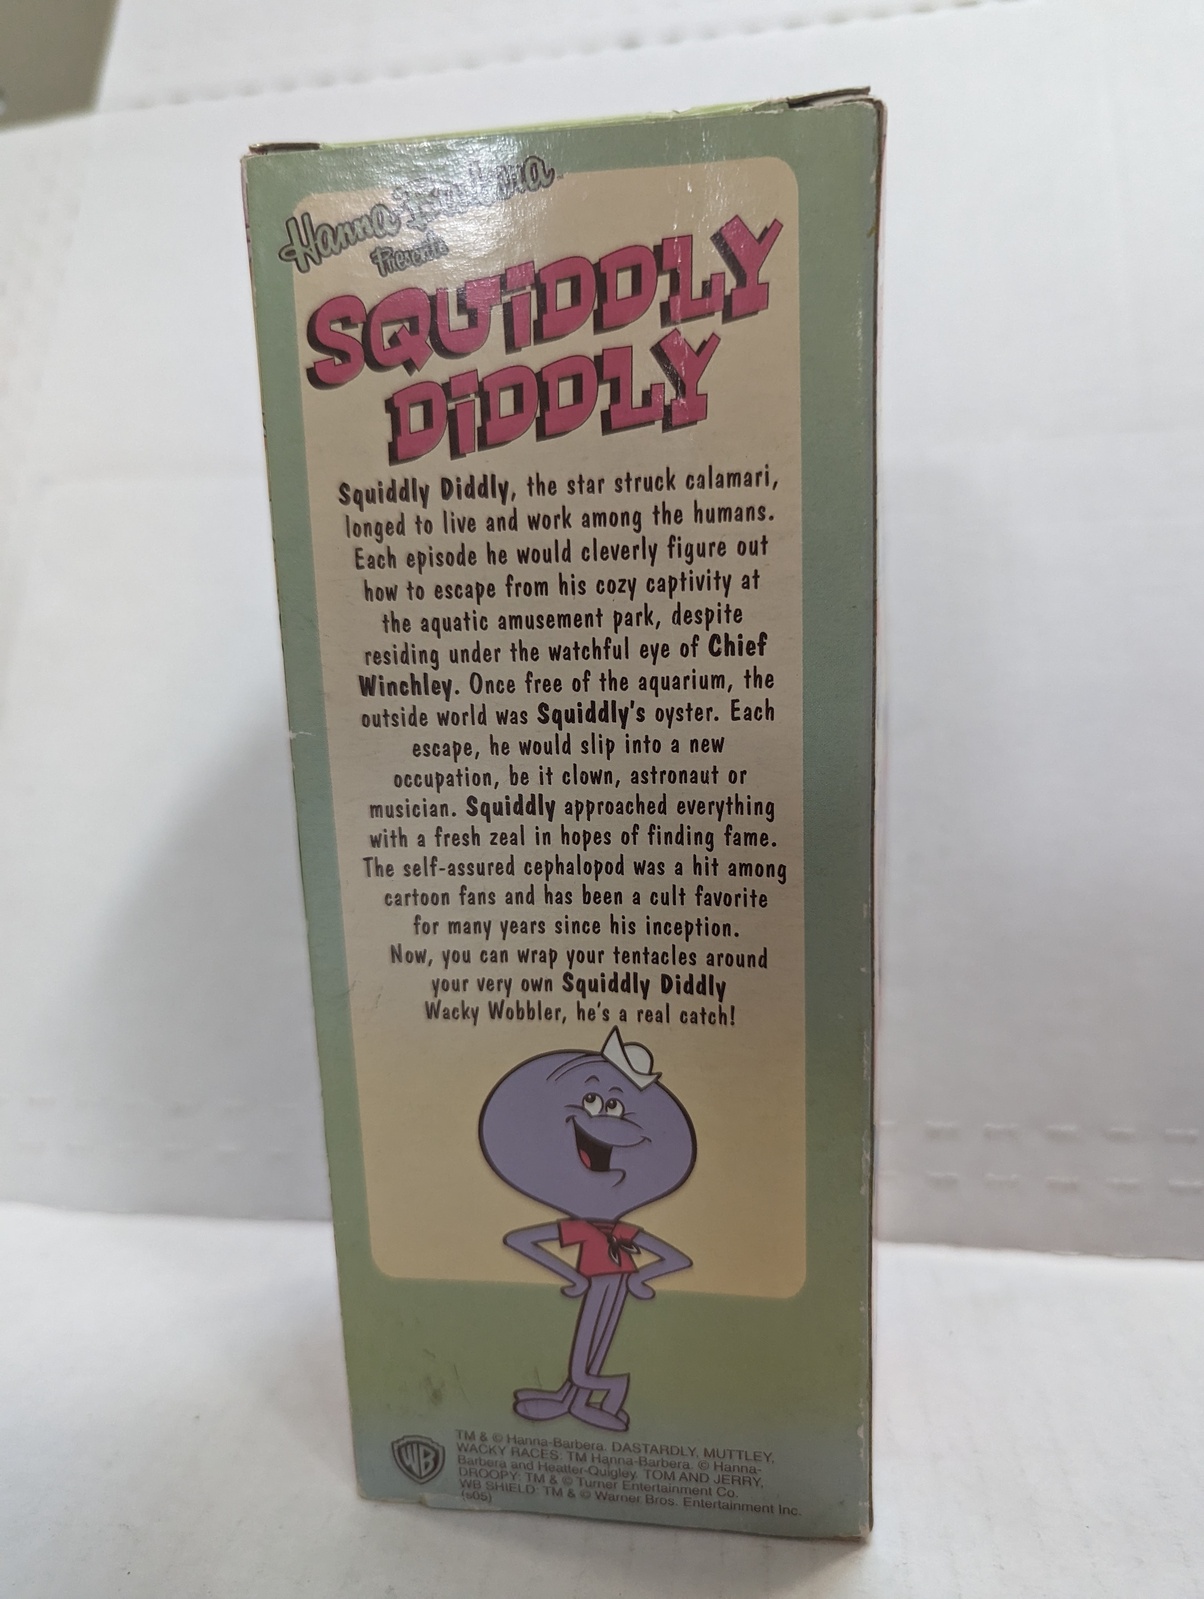 Hanna Barbera
Presents
SQUIDDLY
DIDDLY
Squiddly Diddly, the star struck calamari,
longed to live and work among the humans.
Each episode he would cleverly figure out
how to escape from his cozy captivity at
the aquatic amusement park, despite
residing under the watchful eye of Chief
Winchley. Once free of the aquarium, the
outside world was Squiddly's oyster. Each
escape, he would slip into a new
occupation, be it clown, astronaut or
musician. Squiddly approached everything
with a fresh zeal in hopes of finding fame.
The self-assured cephalopod was a hit among
cartoon fans and has been a cult favorite
for many years since his inception.
Now, you can wrap your tentacles around
your very own Squiddly Diddly
Wacky Wobbler, he's a real catch!
WB
TM & © Hanna-Barbera. DASTARDLY, MUTTLEY,
WACKY RACES: TM Hanna-Barbera. © Hanna-
Barbera and Heatter-Quigley. TOM AND JERRY,
DROOPY: TM & © Turner Entertainment Co.
WB SHIELD: TM & © Warner Bros. Entertainment Inc.
(s05)